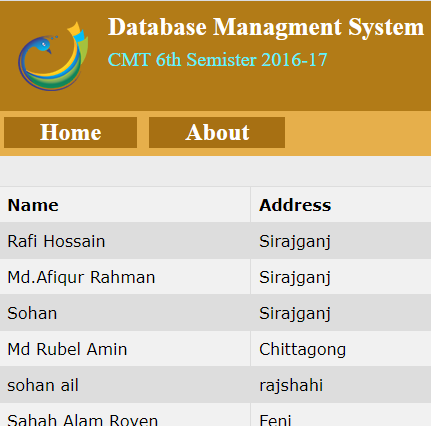 Database Managment System
CMT 6th Semister 2016-17
Home About
Name Address
Rafi Hossain Sirajganj
Md.Afiqur Rahman Sirajganj
Sohan Sirajganj
Md Rubel Amin Chittagong
sohan ail rajshahi
Sahah Alam Royen Feni